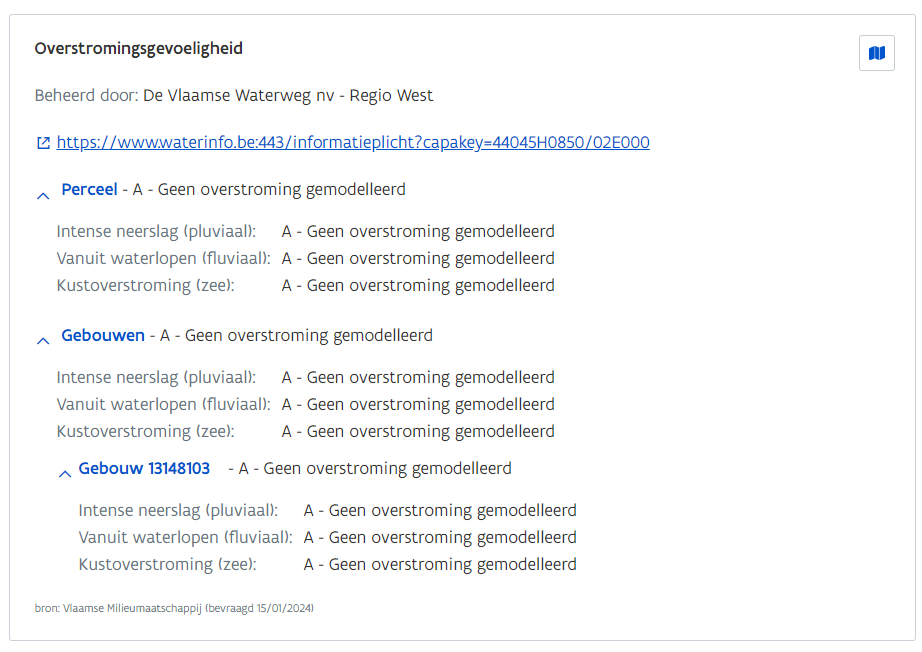 Overstromingsgevoeligheid
Beheerd door: De Vlaamse Waterweg nv - Regio West
https://www.waterinfo.be:443/informatieplicht?capakey=44045H0850/02E000
Perceel - A - Geen overstroming gemodelleerd
Intense neerslag (pluviaal): A - Geen overstroming gemodelleerd
Vanuit waterlopen (fluviaal): A - Geen overstroming gemodelleerd
Kustoverstroming (zee): A - Geen overstroming gemodelleerd
Gebouwen - A - Geen overstroming gemodelleerd
Intense neerslag (pluviaal): A - Geen overstroming gemodelleerd
Vanuit waterlopen (fluviaal): A - Geen overstroming gemodelleerd
Kustoverstroming (zee): A - Geen overstroming gemodelleerd
Gebouw 13148103 - A - Geen overstroming gemodelleerd
Intense neerslag (pluviaal): A - Geen overstroming gemodelleerd
Vanuit waterlopen (fluviaal): A - Geen overstroming gemodelleerd
Kustoverstroming (zee): A - Geen overstroming gemodelleerd
bron: Vlaamse Milieumaatschappij (bevraagd 15/01/2024)